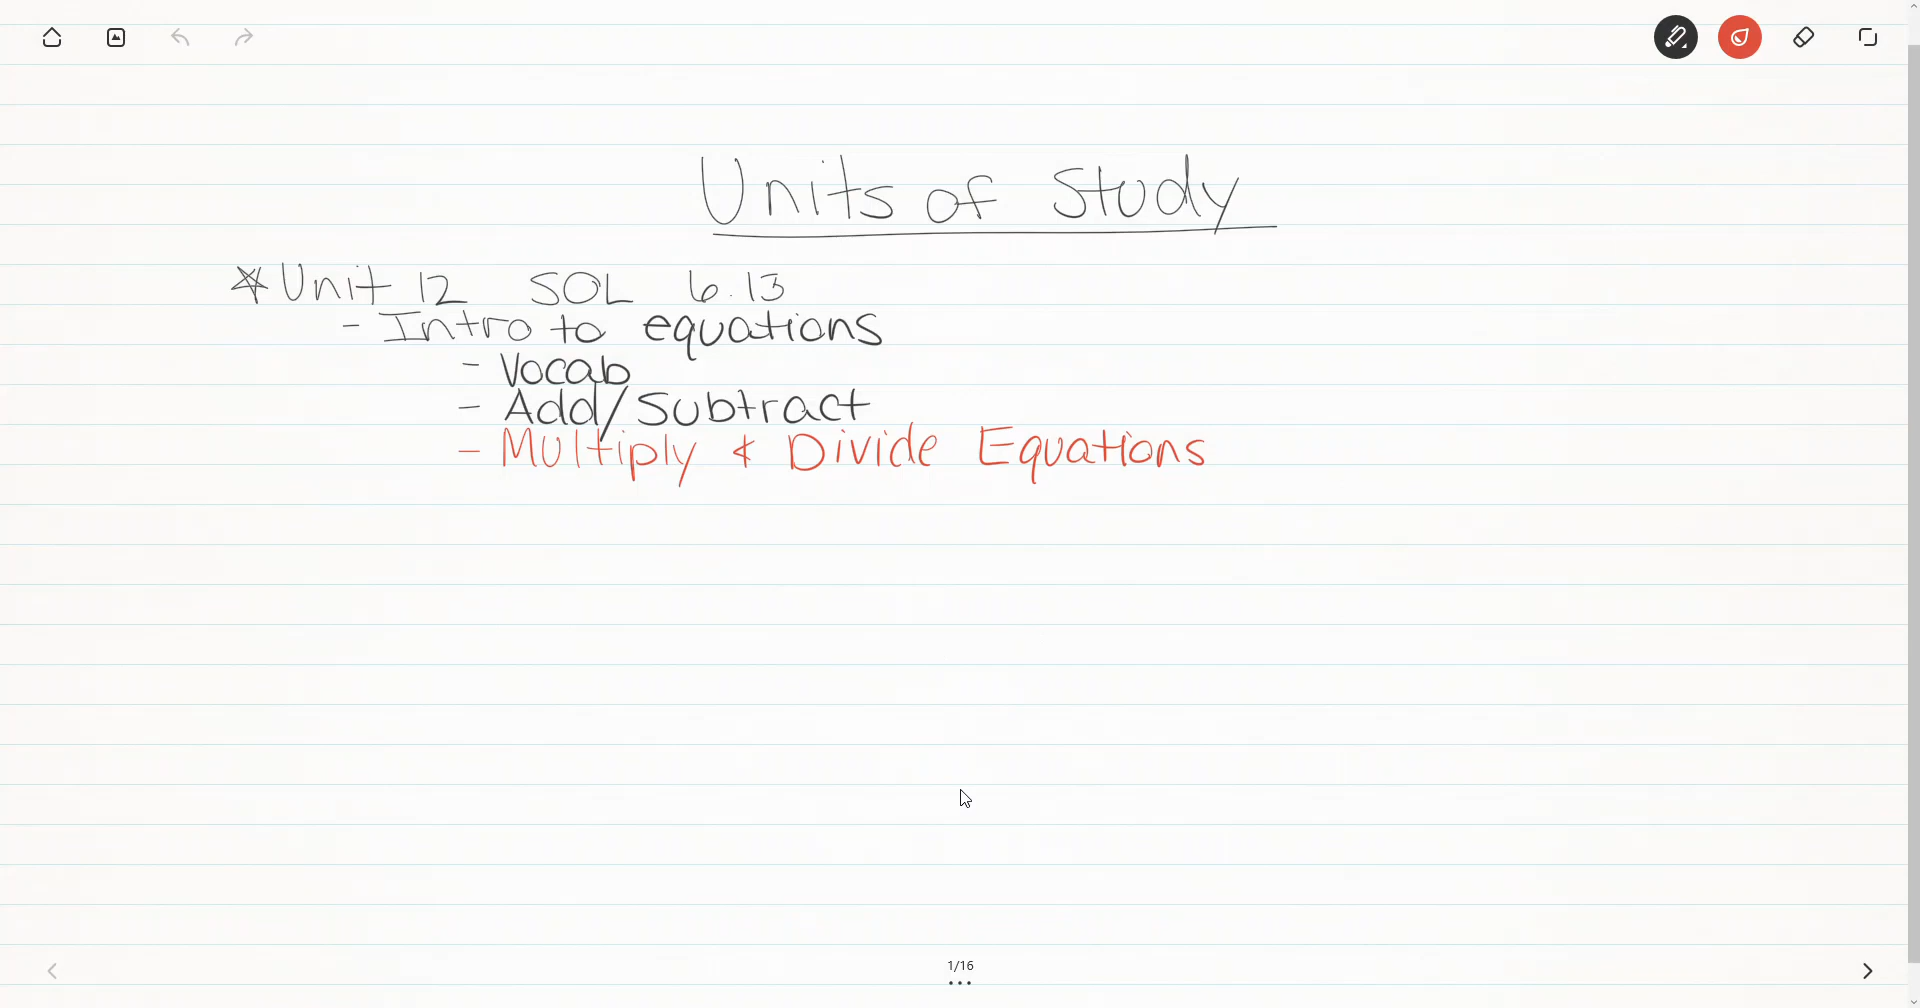 Units of Study
* Unit 12 SOL 6.13
- Intro to equations
- Vocab
- Add/Subtract
- Multiply & Divide Equations
1/16